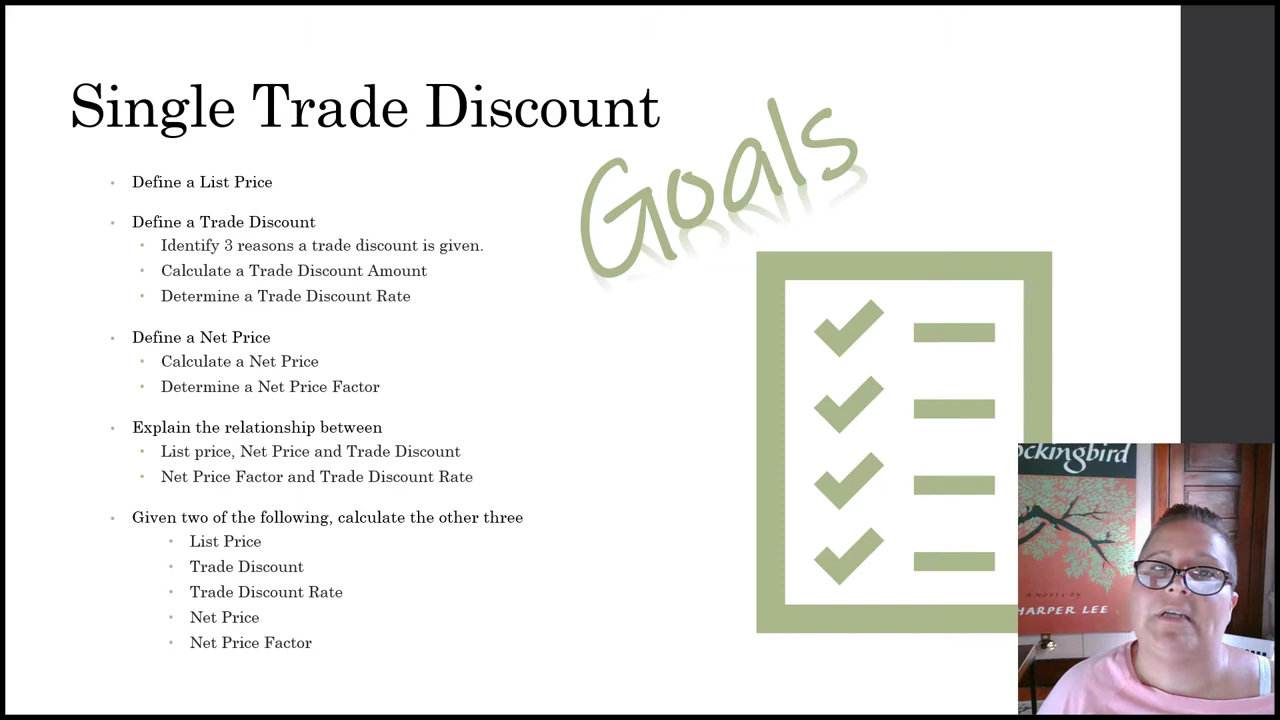 Single Trade Discount
Goals
Define a List Price
Define a Trade Discount
Identify 3 reasons a trade discount is given.
Calculate a Trade Discount Amount
Determine a Trade Discount Rate
Define a Net Price
Calculate a Net Price
Determine a Net Price Factor
Explain the relationship between
List price, Net Price and Trade Discount
Net Price Factor and Trade Discount Rate
Given two of the following, calculate the other three
List Price
Trade Discount
Trade Discount Rate
Net Price
Net Price Factor
ockingbird
A NOVEL BY
HARPER LEE